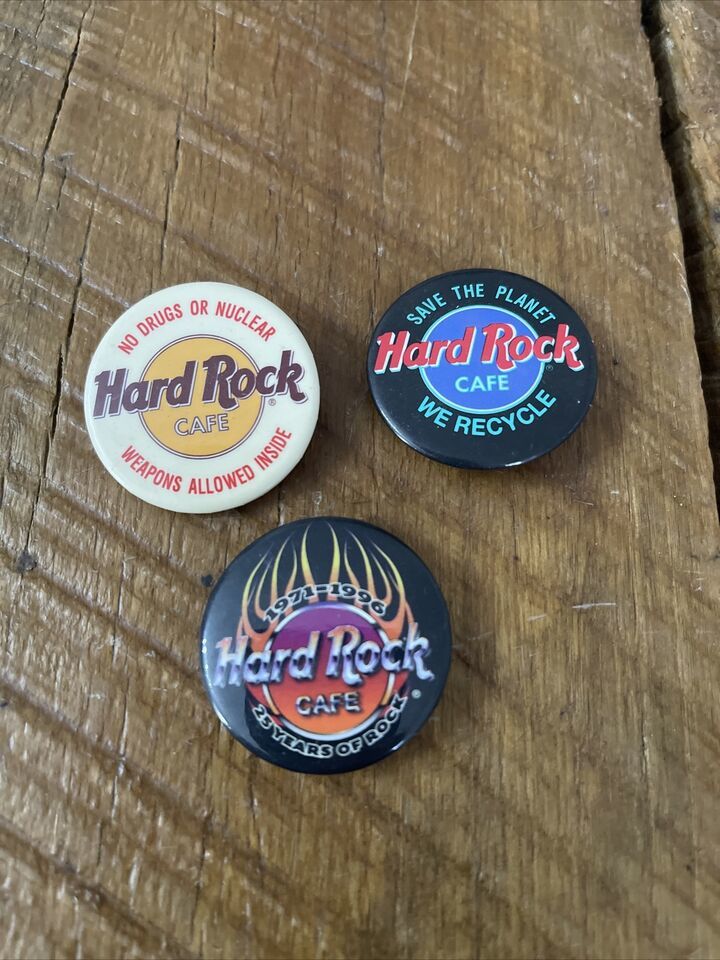 NO DRUGS OR NUCLEAR
Hard Rock
CAFE
®
WEAPONS ALLOWED INSIDE
SAVE THE PLANET
Hard Rock
CAFE
®
WE RECYCLE
1971-1996
Hard Rock
CAFE
®
25 YEARS OF ROCK